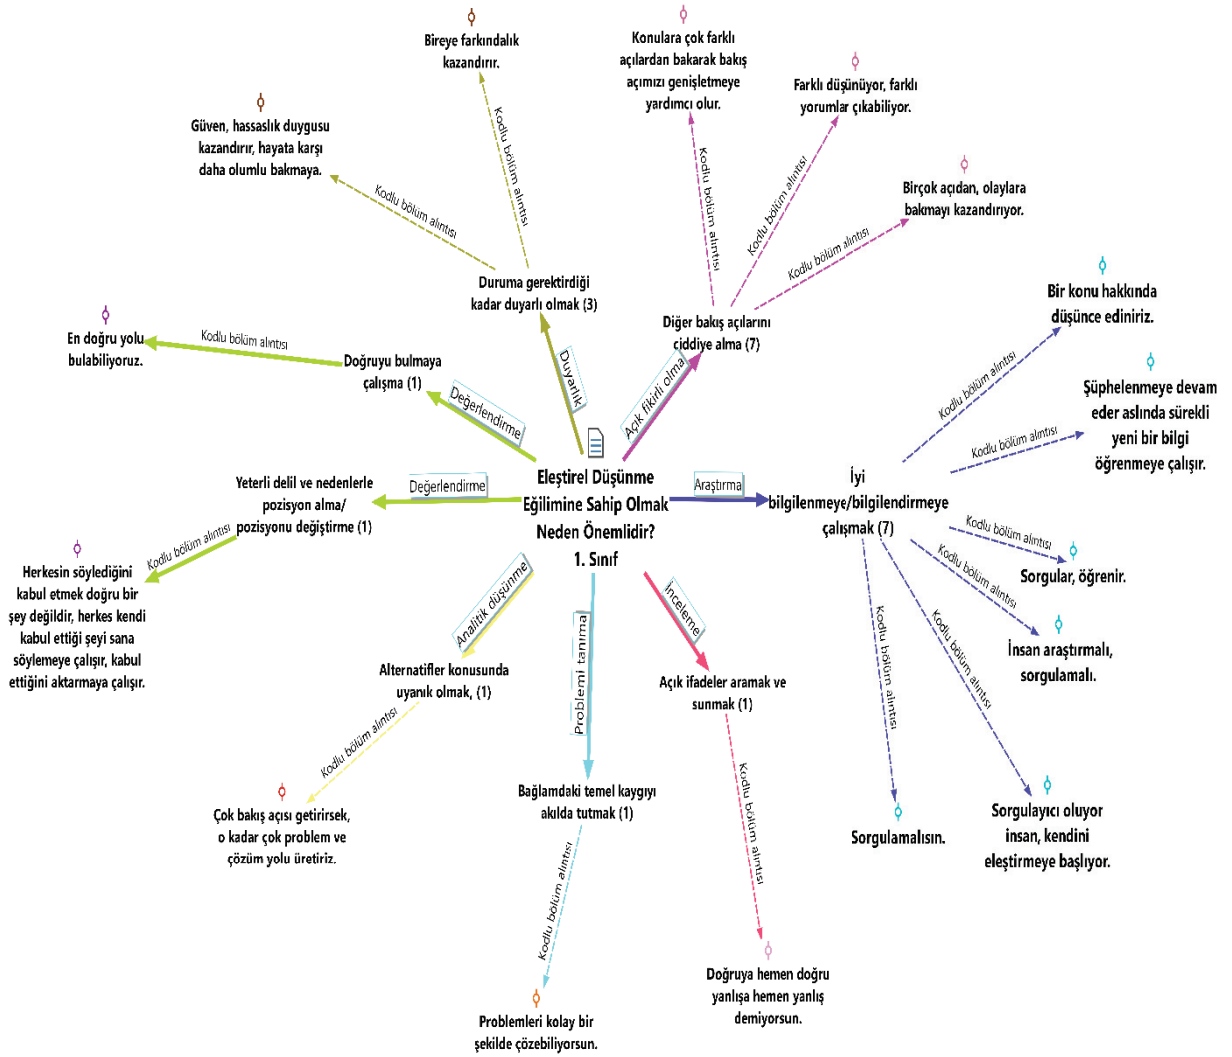 Bireye farkındalık
kazandırır.
Konulara çok farklı
açılardan bakarak bakış
açımızı genişletmeye
yardımcı olur.
Farklı düşünüyor, farklı
yorumlar çıkabiliyor.
Güven, hassaslık duygusu
kazandırır, hayata karşı
daha olumlu bakmaya.
Birçok açıdan, olaylara
bakmayı kazandırıyor.
Kodlu bölüm alıntısı
Kodlu bölüm alıntısı
Kodlu bölüm alıntısı
Kodlu bölüm alıntısı
Kodlu bölüm alıntısı
Duruma gerektirdiği
kadar duyarlı olmak (3)
Diğer bakış açılarını
ciddiye alma (7)
Bir konu hakkında
düşünce ediniriz.
En doğru yolu
bulabiliyoruz.
Kodlu bölüm alıntısı
Doğruyu bulmaya
çalışma (1)
Değerlendirme
Duyarlık
Açık fikirli olma
Kodlu bölüm alıntısı
Şüphelenmeye devam
eder aslında sürekli
yeni bir bilgi
öğrenmeye çalışır.
Kodlu bölüm alıntısı
Eleştirel Düşünme
Eğilimine Sahip Olmak
Neden Önemlidir?
1. Sınıf
Araştırma
İyi
bilgilenmeye/bilgilendirmeye
çalışmak (7)
Değerlendirme
Yeterli delil ve nedenlerle
pozisyon alma/
pozisyonu değiştirme (1)
Kodlu bölüm alıntısı
Herkesin söylediğini
kabul etmek doğru bir
şey değildir, herkes kendi
kabul ettiği şeyi sana
söylemeye çalışır, kabul
ettiğini aktarmaya çalışır.
Kodlu bölüm alıntısı
Sorgular, öğrenir.
Kodlu bölüm alıntısı
İnsan araştırmalı,
sorgulamalı.
Kodlu bölüm alıntısı
Kodlu bölüm alıntısı
Analitik düşünme
Problemi tanıma
İnceleme
Alternatifler konusunda
uyanık olmak, (1)
Açık ifadeler aramak ve
sunmak (1)
Kodlu bölüm alıntısı
Çok bakış açısı getirirsek,
o kadar çok problem ve
çözüm yolu üretiriz.
Bağlamdaki temel kaygıyı
akılda tutmak (1)
Kodlu bölüm alıntısı
Kodlu bölüm alıntısı
Sorgulamalısın.
Sorgulayıcı oluyor
insan, kendini
eleştirmeye başlıyor.
Doğruya hemen doğru
yanlışa hemen yanlış
demiyorsun.
Problemleri kolay bir
şekilde çözebiliyorsun.